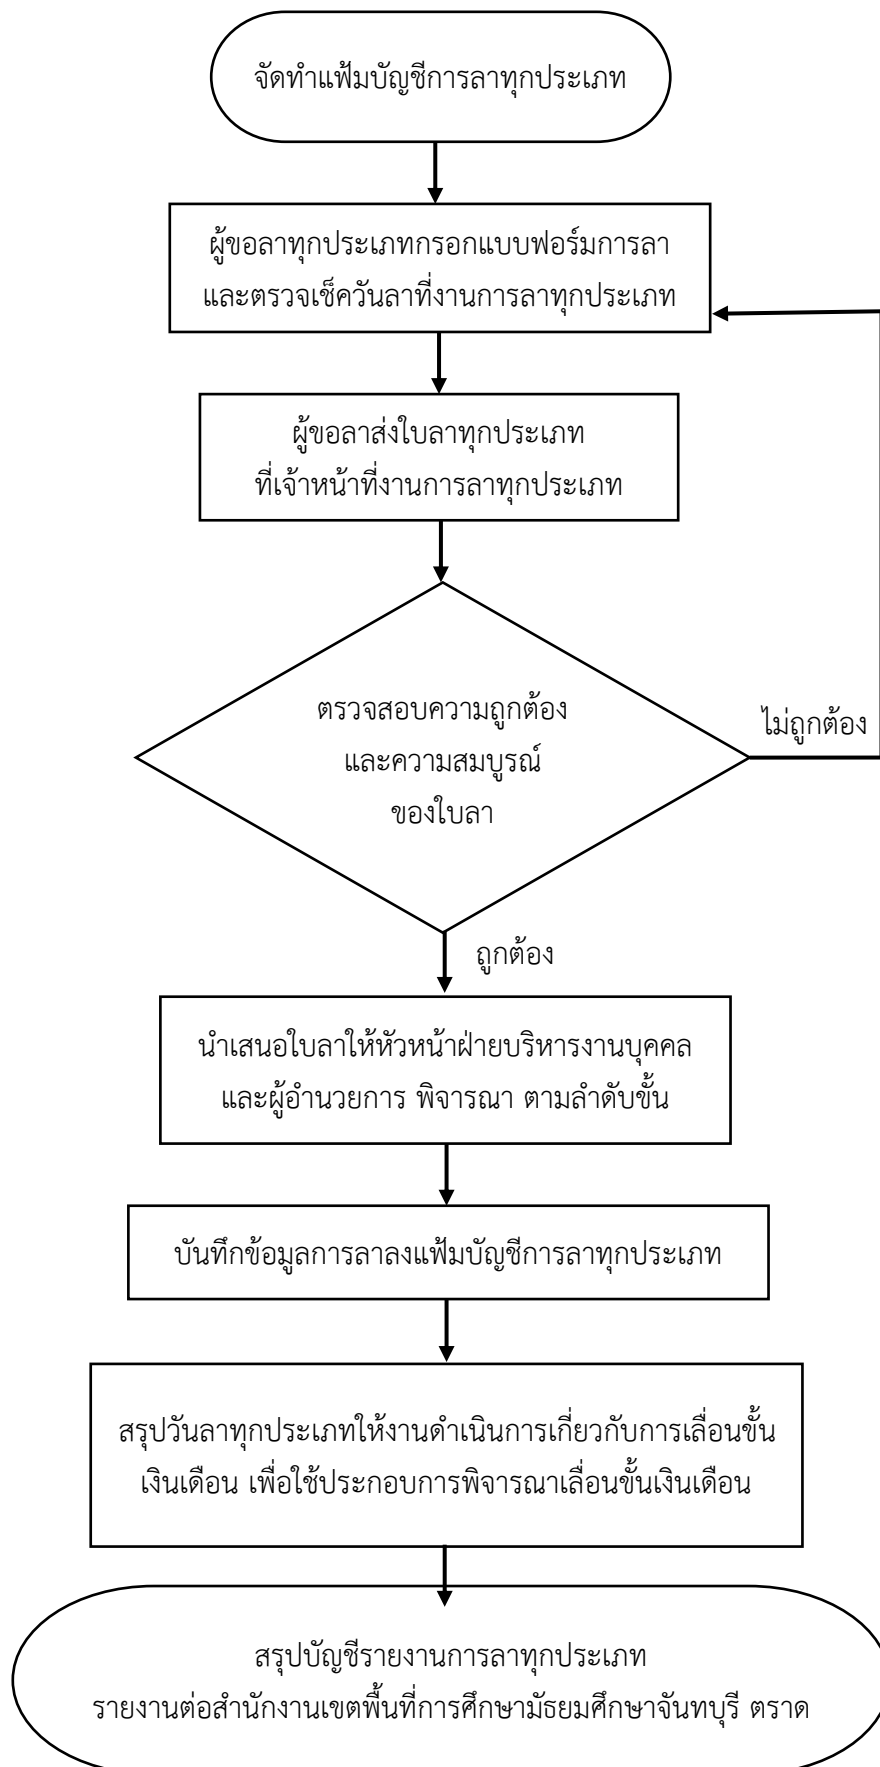 จัดทำแฟ้มบัญชีการลาทุกประเภท
ผู้ขอลาทุกประเภทกรอกแบบฟอร์มการลา
และตรวจเช็ควันลาที่งานการลาทุกประเภท
ผู้ขอลาส่งใบลาทุกประเภท
ที่เจ้าหน้าที่งานการลาทุกประเภท
ตรวจสอบความถูกต้อง
และความสมบูรณ์
ของใบลา
ไม่ถูกต้อง
ถูกต้อง
นำเสนอใบลาให้หัวหน้าฝ่ายบริหารงานบุคคล
และผู้อำนวยการ พิจารณา ตามลำดับขั้น
บันทึกข้อมูลการลาลงแฟ้มบัญชีการลาทุกประเภท
สรุปวันลาทุกประเภทให้งานดำเนินการเกี่ยวกับการเลื่อนขั้น
เงินเดือน เพื่อใช้ประกอบการพิจารณาเลื่อนขั้นเงินเดือน
สรุปบัญชีรายงานการลาทุกประเภท
รายงานต่อสำนักงานเขตพื้นที่การศึกษามัธยมศึกษาจันทบุรี ตราด